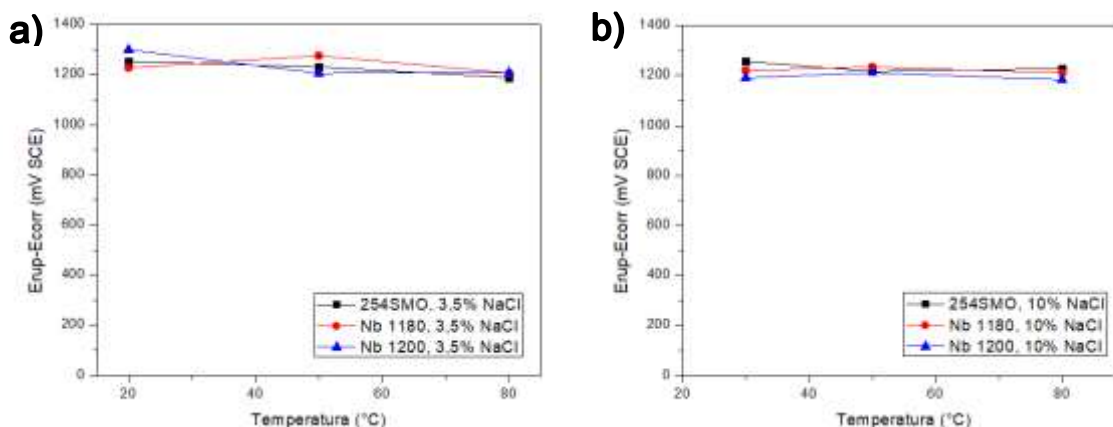 a)
1400
1200
1000
800
600
400
200
0
Erup-Ecorr (mV SCE)
254SMO, 3,5% NaCl
Nb 1180, 3,5% NaCl
Nb 1200, 3,5% NaCl
20
40
60
80
Temperatura (°C)
b)
1400
1200
1000
800
600
400
200
0
Erup-Ecorr (mV SCE)
254SMO, 10% NaCl
Nb 1180, 10% NaCl
Nb 1200, 10% NaCl
20
40
60
80
Temperatura (°C)